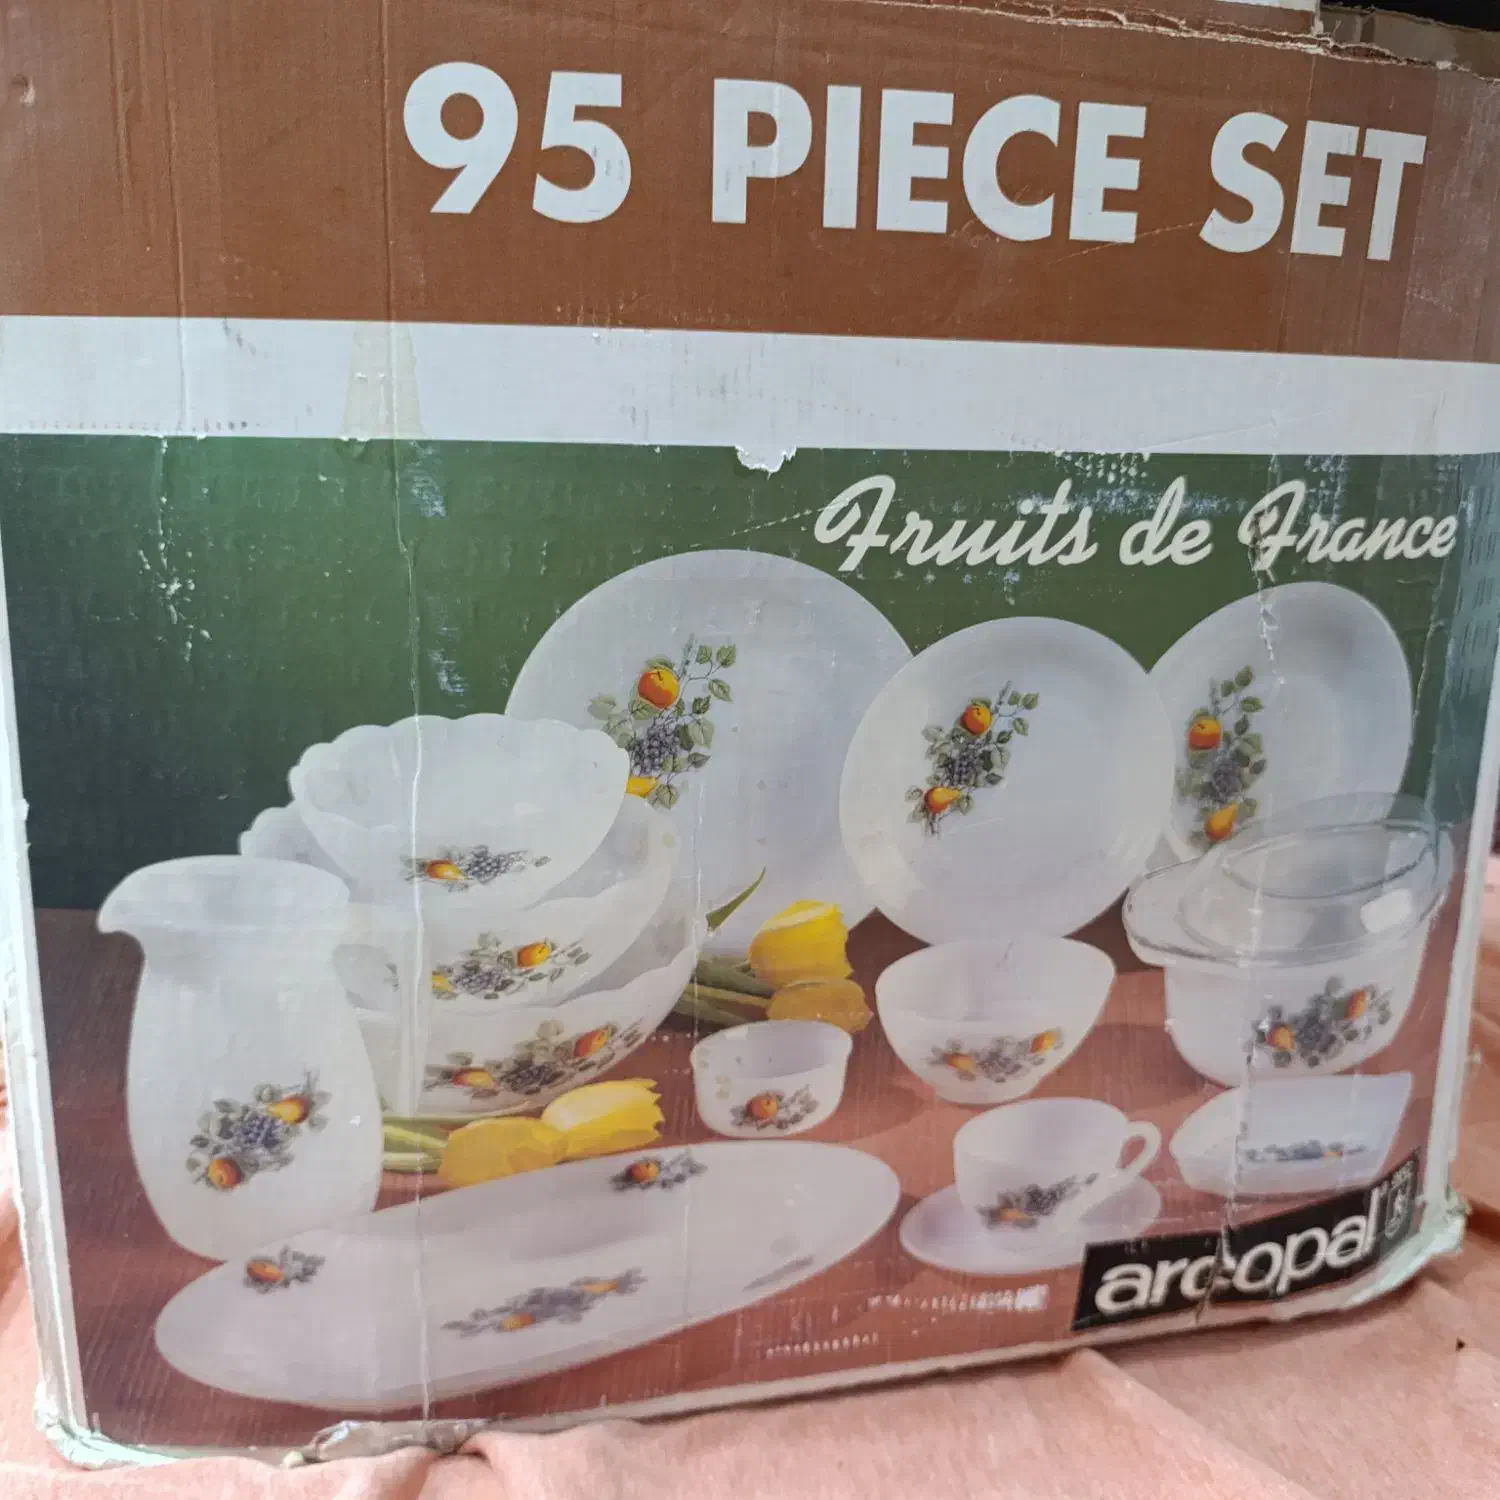 95 PIECE SET
Fruits de France
arcopal